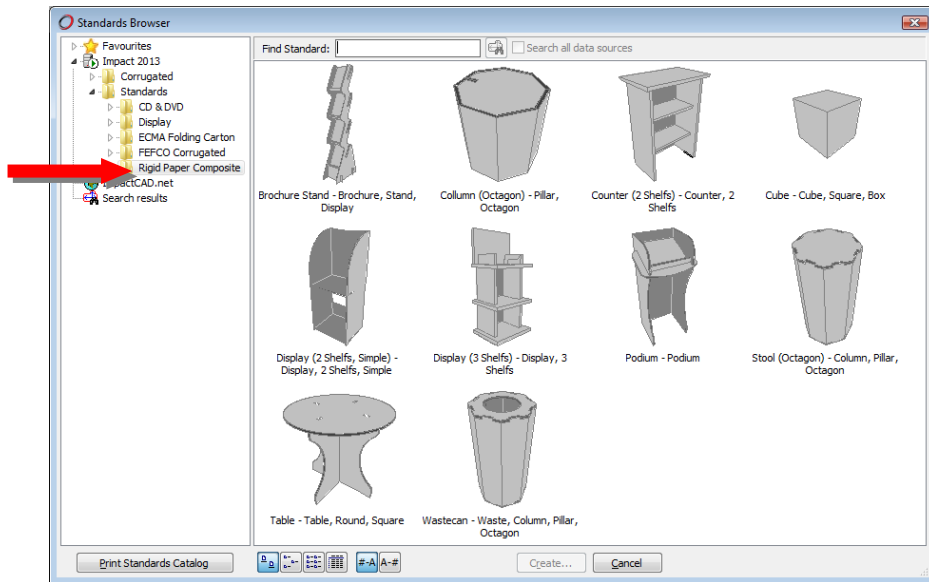 Standards Browser
Favourites
Impact 2013
Corrugated
Standards
CD & DVD
Display
ECMA Folding Carton
FEFCO Corrugated
Rigid Paper Composite
ImpactCAD.net
Search results
Find Standard:
Search all data sources
Brochure Stand - Brochure, Stand,
Display
Collumn (Octagon) - Pillar,
Octagon
Counter (2 Shelfs) - Counter, 2
Shelfs
Cube - Cube, Square, Box
Display (2 Shelfs, Simple) -
Display, 2 Shelfs, Simple
Display (3 Shelfs) - Display, 3
Shelfs
Podium - Podium
Stool (Octagon) - Column, Pillar,
Octagon
Table - Table, Round, Square
Wastecan - Waste, Column, Pillar,
Octagon
Print Standards Catalog
#-A
A-#
Create...
Cancel